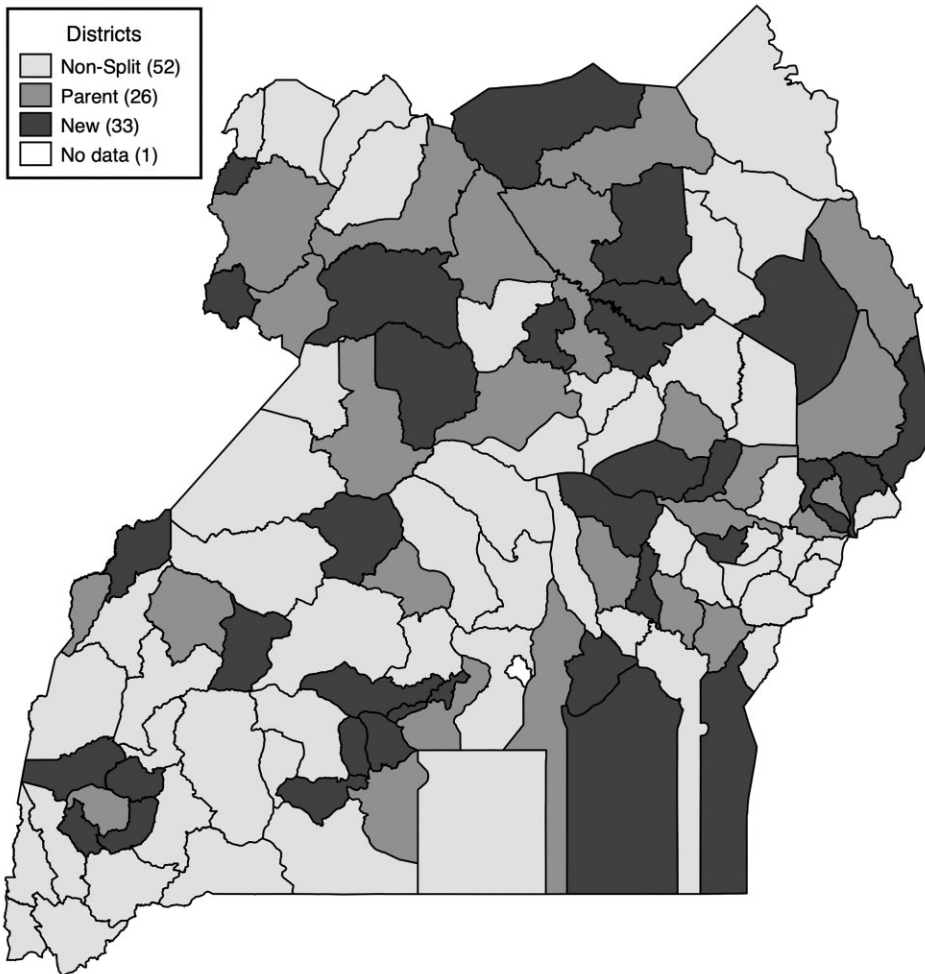 Districts
Non-Split (52)
Parent (26)
New (33)
No data (1)